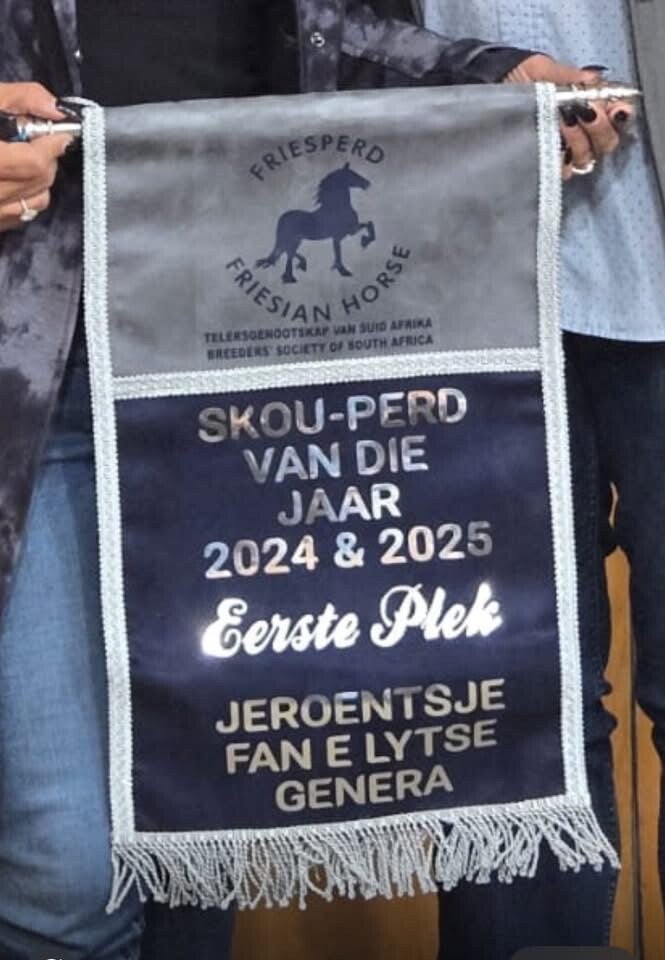 FRIESPERD
FRIESIAN HORSE
TELERSGENOOTSKAP VAN SUID AFRIKA
BREEDERS' SOCIETY OF SOUTH AFRICA
SKOU-PERD
VAN DIE
JAAR
2024 & 2025
Eerste Plek
JEROENTSJE
FAN E LYTSE
GENERA